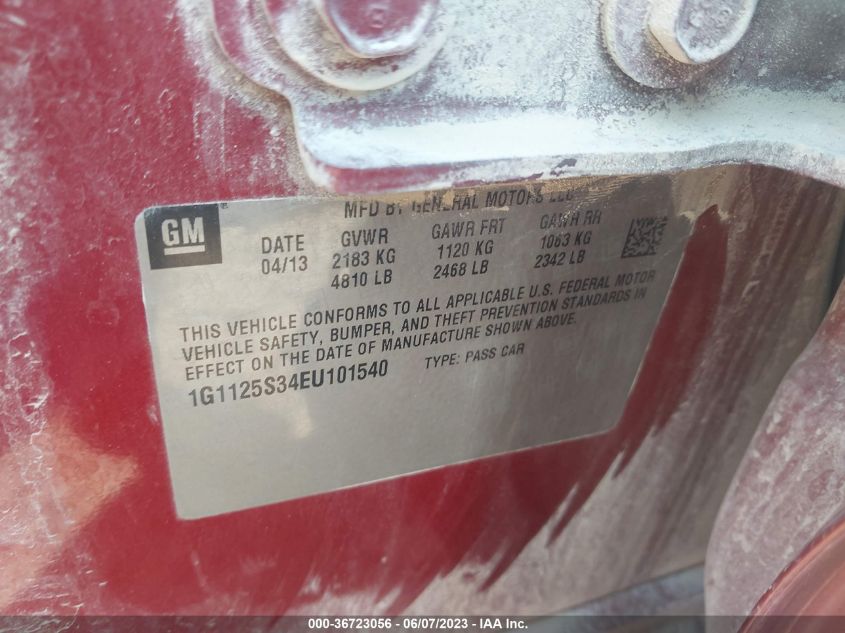 MFD BY GENERAL MOTORS LLC
GM
DATE GVWR GAWR FRT GAWR RR
04/13 2183 KG 1120 KG 1063 KG
4810 LB 2468 LB 2342 LB
THIS VEHICLE CONFORMS TO ALL APPLICABLE U.S. FEDERAL MOTOR
VEHICLE SAFETY, BUMPER, AND THEFT PREVENTION STANDARDS IN
EFFECT ON THE DATE OF MANUFACTURE SHOWN ABOVE.
1G1125S34EU101540 TYPE: PASS CAR
000-36723056 - 06/07/2023 - IAA Inc.